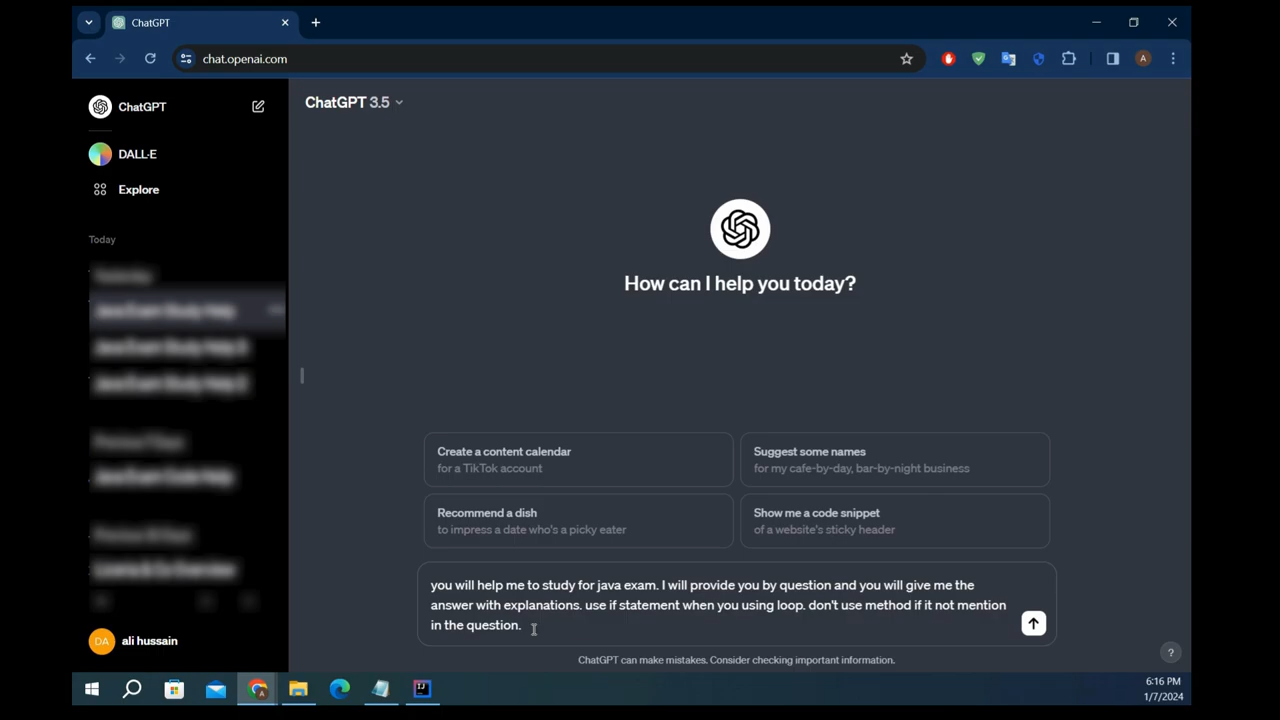 ChatGPT
chat.openai.com
A
ChatGPT
DALL·E
Explore
Today
DA
ali hussain
ChatGPT 3.5
How can I help you today?
Create a content calendar
for a TikTok account
Suggest some names
for my cafe-by-day, bar-by-night business
Recommend a dish
to impress a date who's a picky eater
Show me a code snippet
of a website's sticky header
you will help me to study for java exam. I will provide you by question and you will give me the
answer with explanations. use if statement when you using loop. don't use method if it not mention
in the question.
ChatGPT can make mistakes. Consider checking important information.
?
6:16 PM
1/7/2024